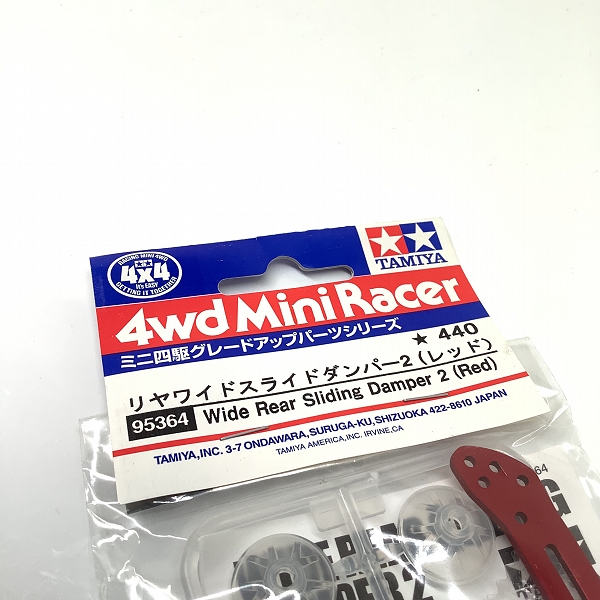 RACING MINI 4WD
4x4
It's EASY
GETTING IT TOGETHER
TAMIYA
4wd Mini Racer
ミニ四駆グレードアップパーツシリーズ
★ 440
リヤワイドスライドダンパー2(レッド)
95364 Wide Rear Sliding Damper 2 (Red)
TAMIYA, INC. 3-7 ONDAWARA, SURUGA-KU, SHIZUOKA 422-8610 JAPAN
TAMIYA AMERICA, INC. IRVINE, CA
64